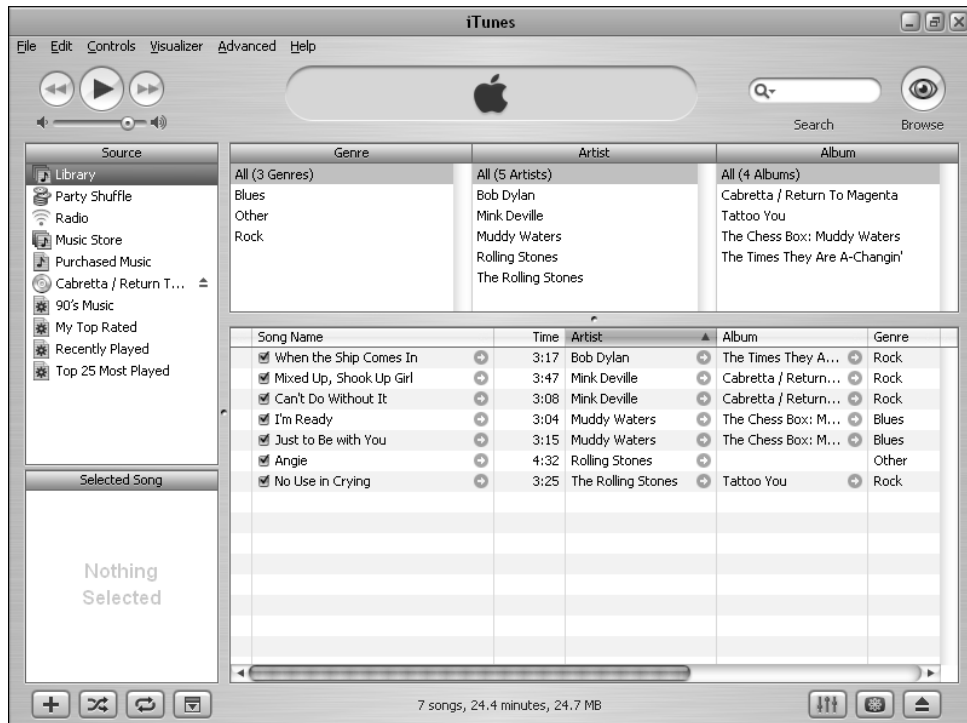 iTunes
File Edit Controls Visualizer Advanced Help
Search
Browse
Source
Library
Party Shuffle
Radio
Music Store
Purchased Music
Cabretta / Return T...
90's Music
My Top Rated
Recently Played
Top 25 Most Played
Selected Song
Nothing
Selected
Genre
All (3 Genres)
Blues
Other
Rock
Artist
All (5 Artists)
Bob Dylan
Mink Deville
Muddy Waters
Rolling Stones
The Rolling Stones
Album
All (4 Albums)
Cabretta / Return To Magenta
Tattoo You
The Chess Box: Muddy Waters
The Times They Are A-Changin'
Song Name Time Artist Album Genre
When the Ship Comes In 3:17 Bob Dylan The Times They A... Rock
Mixed Up, Shook Up Girl 3:47 Mink Deville Cabretta / Return... Rock
Can't Do Without It 3:08 Mink Deville Cabretta / Return... Rock
I'm Ready 3:04 Muddy Waters The Chess Box: M... Blues
Just to Be with You 3:15 Muddy Waters The Chess Box: M... Blues
Angie 4:32 Rolling Stones Other
No Use in Crying 3:25 The Rolling Stones Tattoo You Rock
7 songs, 24.4 minutes, 24.7 MB